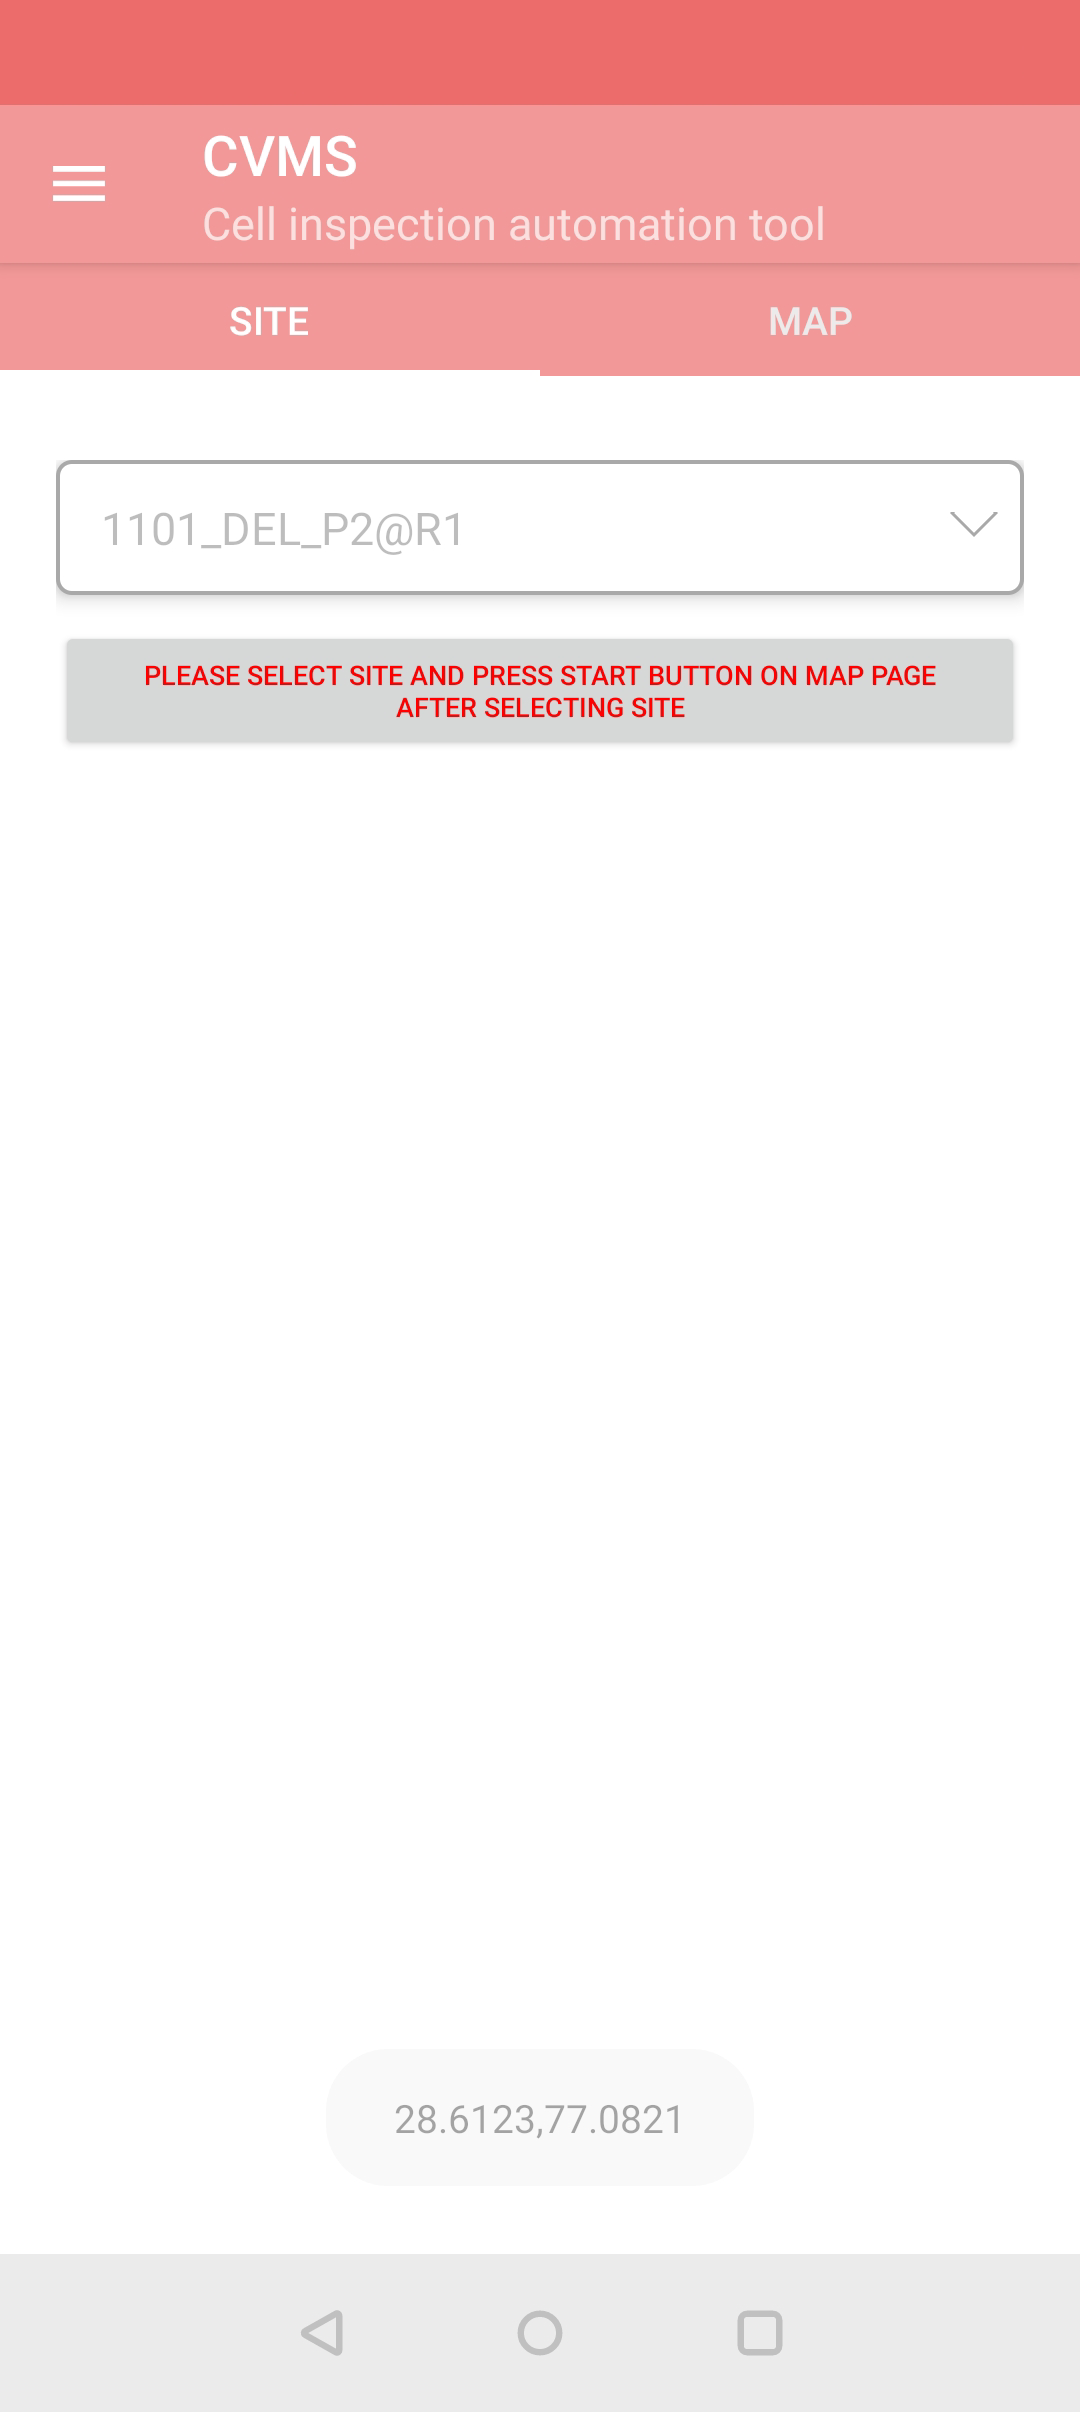 CVMS
Cell inspection automation tool
SITE
MAP
1101_DEL_P2@R1
PLEASE SELECT SITE AND PRESS START BUTTON ON MAP PAGE
AFTER SELECTING SITE
28.6123,77.0821